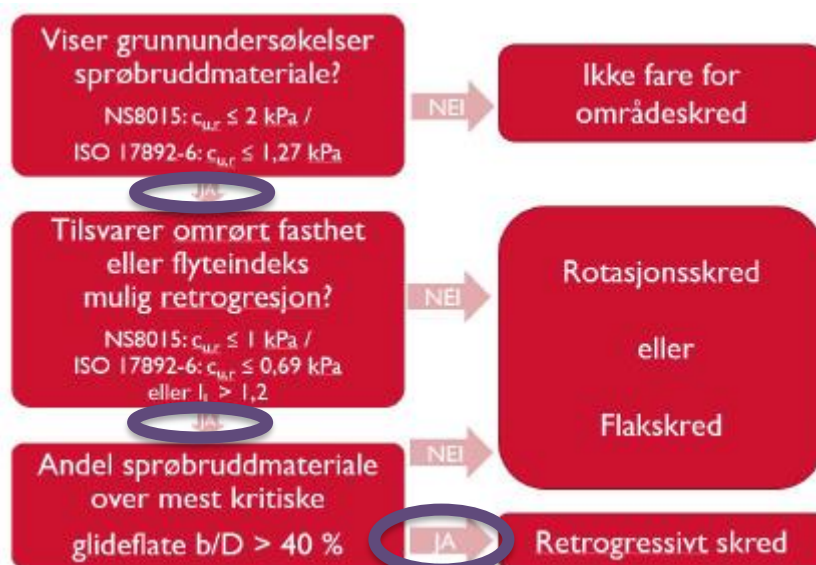 Viser grunnundersøkelser
sprøbruddmateriale?
NS8015: cu,r ≤ 2 kPa /
ISO 17892-6: cu,r ≤ 1,27 kPa
NEI
Ikke fare for
områdeskred
JA
Tilsvarer omrørt fasthet
eller flyteindeks
mulig retrogresjon?
NS8015: cu,r ≤ 1 kPa /
ISO 17892-6: cu,r ≤ 0,69 kPa
eller IL > 1,2
NEI
Rotasjonsskred
eller
Flakskred
JA
Andel sprøbruddmateriale
over mest kritiske
glideflate b/D > 40 %
NEI
JA
Retrogressivt skred